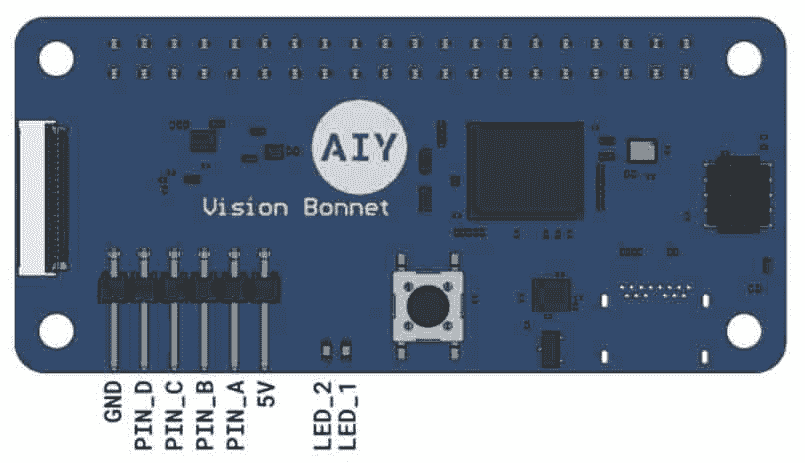 AIY
Vision Bonnet
GND
PIN_D
PIN_C
PIN_B
PIN_A
5V
LED_2
LED_1